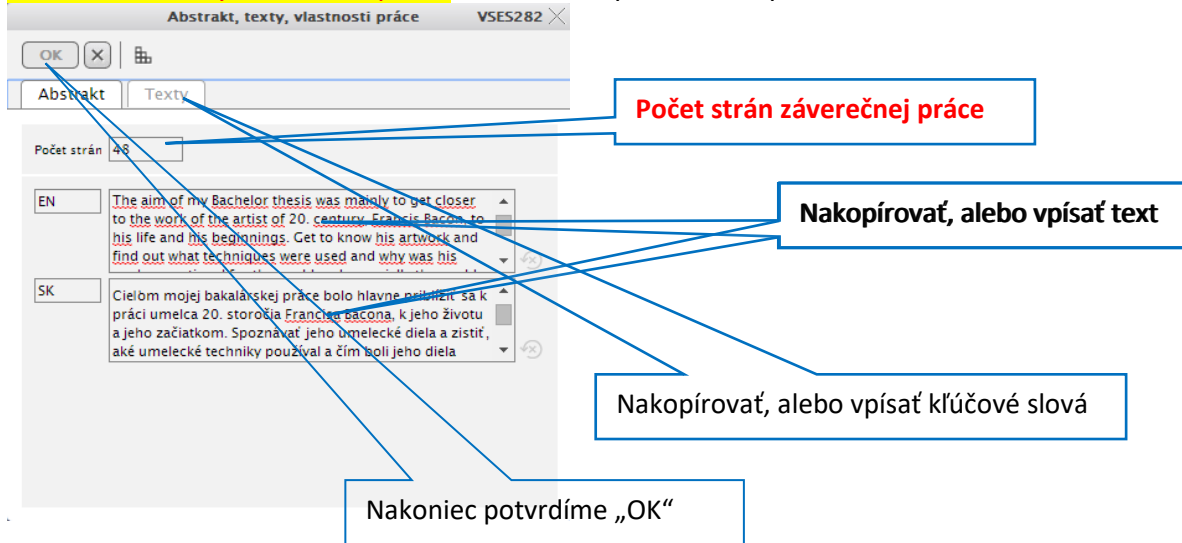 Abstrakt, texty, vlastnosti práce VSES282
OK
Abstrakt Texty
Počet strán záverečnej práce
Počet strán 48
EN
The aim of my Bachelor thesis was mainly to get closer
to the work of the artist of 20. century, Francis Bacon, to
his life and his beginnings. Get to know his artwork and
find out what techniques were used and why was his
Nakopírovať, alebo vpísať text
SK
Cieľom mojej bakalárskej práce bolo hlavne priblížiť sa k
práci umelca 20. storočia Francisa Bacona, k jeho životu
a jeho začiatkom. Spoznávať jeho umelecké diela a zistiť,
aké umelecké techniky používal a čím boli jeho diela
Nakopírovať, alebo vpísať kľúčové slová
Nakoniec potvrdíme „OK“